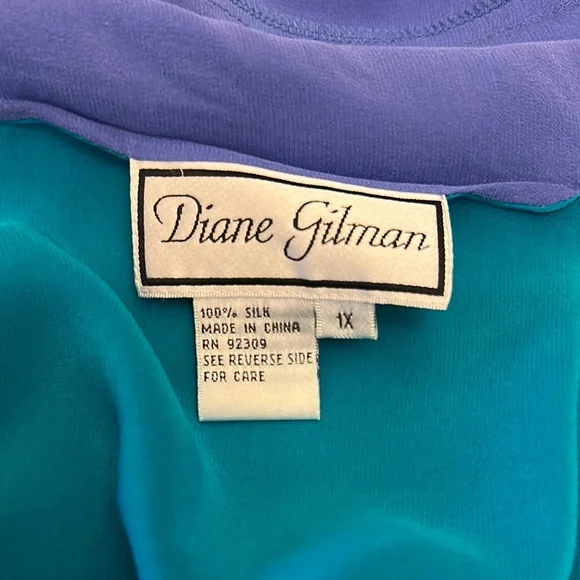 Diane Gilman
100% SILK
MADE IN CHINA
RN 92309
SEE REVERSE SIDE
FOR CARE
1X